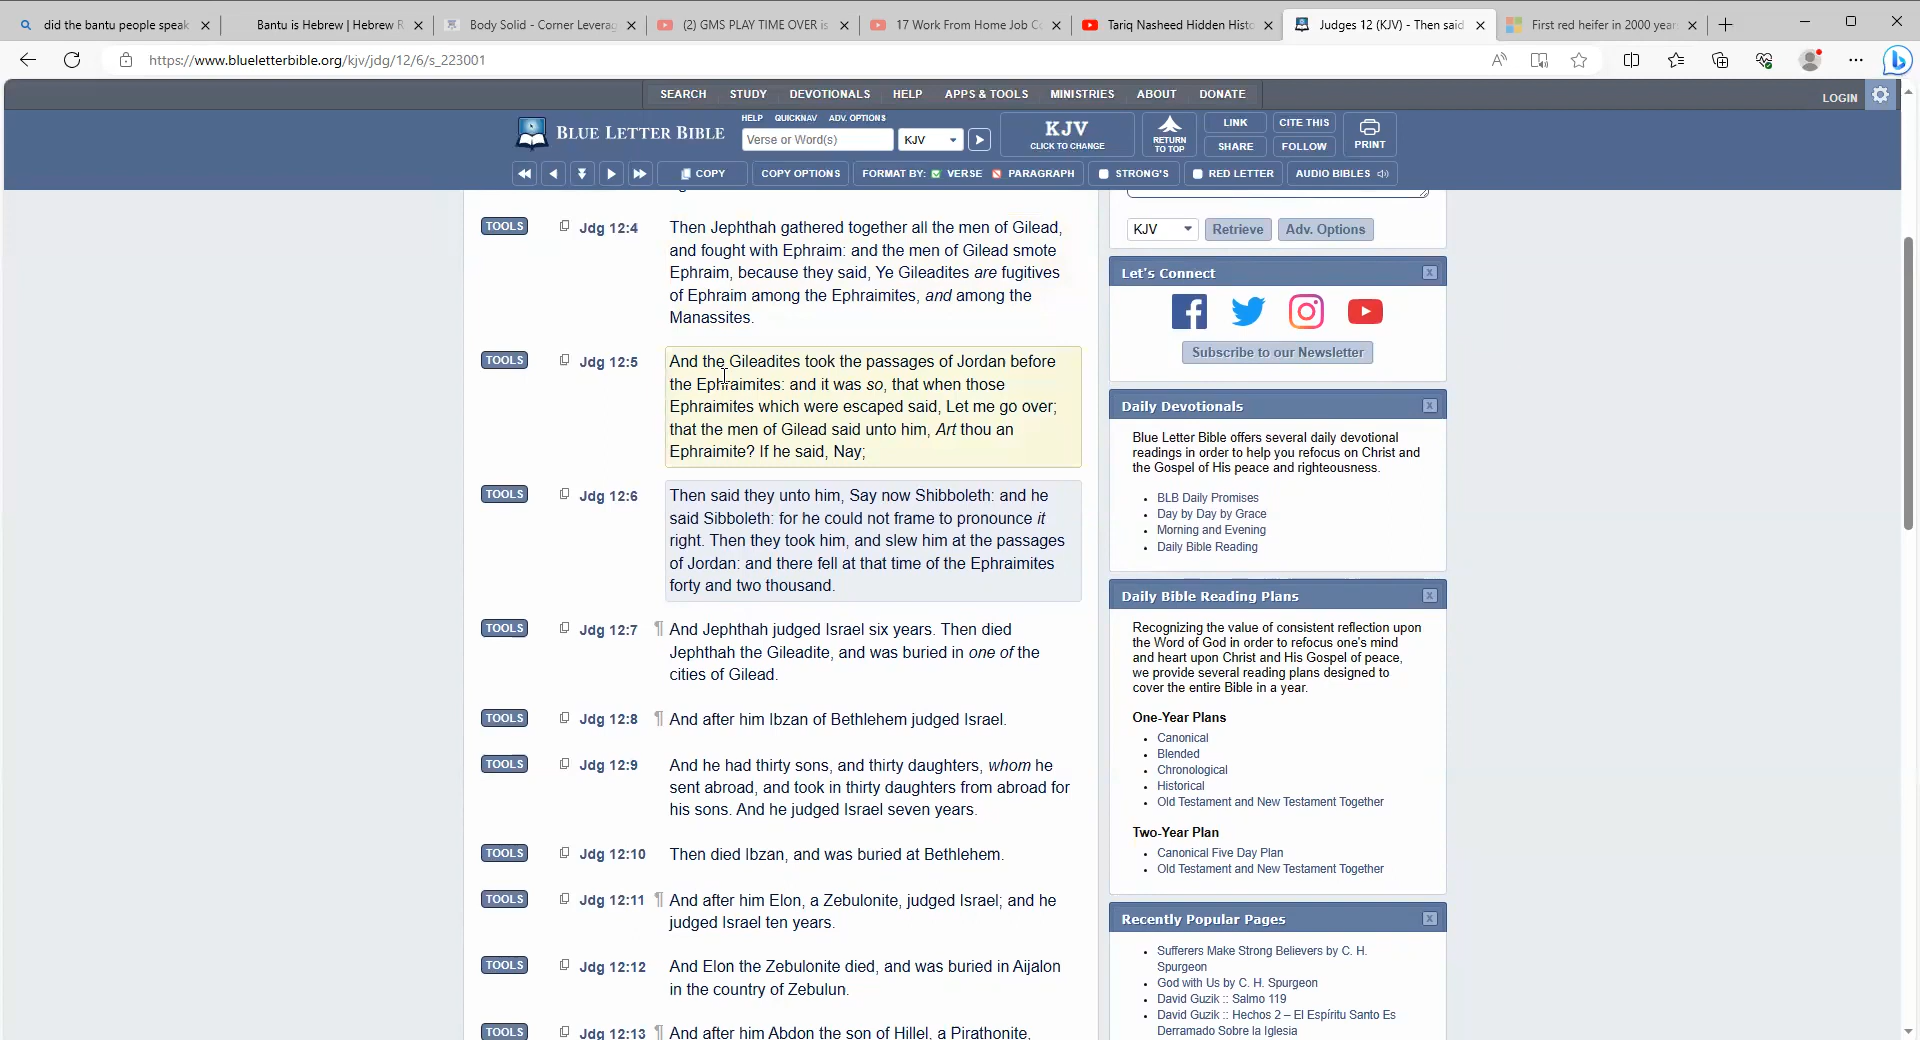 did the bantu people speak
Bantu is Hebrew | Hebrew R
Body Solid - Corner Leverag
(2) GMS PLAY TIME OVER is
17 Work From Home Job Co
Tariq Nasheed Hidden Histo
Judges 12 (KJV) - Then said
First red heifer in 2000 year
https://www.blueletterbible.org/kjv/jdg/12/6/s_223001
SEARCH STUDY DEVOTIONALS HELP APPS & TOOLS MINISTRIES ABOUT DONATE
LOGIN
BLUE LETTER BIBLE
HELP QUICKNAV ADV. OPTIONS
Verse or Word(s)
KJV
KJV
CLICK TO CHANGE
RETURN
TO TOP
LINK
CITE THIS
SHARE
FOLLOW
PRINT
COPY
COPY OPTIONS
FORMAT BY: VERSE PARAGRAPH
STRONG'S
RED LETTER
AUDIO BIBLES
TOOLS Jdg 12:4 Then Jephthah gathered together all the men of Gilead,
and fought with Ephraim: and the men of Gilead smote
Ephraim, because they said, Ye Gileadites are fugitives
of Ephraim among the Ephraimites, and among the
Manassites.
TOOLS Jdg 12:5 And the Gileadites took the passages of Jordan before
the Ephraimites: and it was so, that when those
Ephraimites which were escaped said, Let me go over;
that the men of Gilead said unto him, Art thou an
Ephraimite? If he said, Nay;
TOOLS Jdg 12:6 Then said they unto him, Say now Shibboleth: and he
said Sibboleth: for he could not frame to pronounce it
right. Then they took him, and slew him at the passages
of Jordan: and there fell at that time of the Ephraimites
forty and two thousand.
TOOLS Jdg 12:7 ¶ And Jephthah judged Israel six years. Then died
Jephthah the Gileadite, and was buried in one of the
cities of Gilead.
TOOLS Jdg 12:8 ¶ And after him Ibzan of Bethlehem judged Israel.
TOOLS Jdg 12:9 And he had thirty sons, and thirty daughters, whom he
sent abroad, and took in thirty daughters from abroad for
his sons. And he judged Israel seven years.
TOOLS Jdg 12:10 Then died Ibzan, and was buried at Bethlehem.
TOOLS Jdg 12:11 ¶ And after him Elon, a Zebulonite, judged Israel; and he
judged Israel ten years.
TOOLS Jdg 12:12 And Elon the Zebulonite died, and was buried in Aijalon
in the country of Zebulun.
TOOLS Jdg 12:13 ¶ And after him Abdon the son of Hillel, a Pirathonite,
KJV Retrieve Adv. Options
Let's Connect
Subscribe to our Newsletter
Daily Devotionals
Blue Letter Bible offers several daily devotional
readings in order to help you refocus on Christ and
the Gospel of His peace and righteousness.
BLB Daily Promises
Day by Day by Grace
Morning and Evening
Daily Bible Reading
Daily Bible Reading Plans
Recognizing the value of consistent reflection upon
the Word of God in order to refocus one's mind
and heart upon Christ and His Gospel of peace,
we provide several reading plans designed to
cover the entire Bible in a year.
One-Year Plans
Canonical
Blended
Chronological
Historical
Old Testament and New Testament Together
Two-Year Plan
Canonical Five Day Plan
Old Testament and New Testament Together
Recently Popular Pages
Sufferers Make Strong Believers by C. H.
Spurgeon
God with Us by C. H. Spurgeon
David Guzik :: Salmo 119
David Guzik :: Hechos 2 – El Espíritu Santo Es
Derramado Sobre la Iglesia